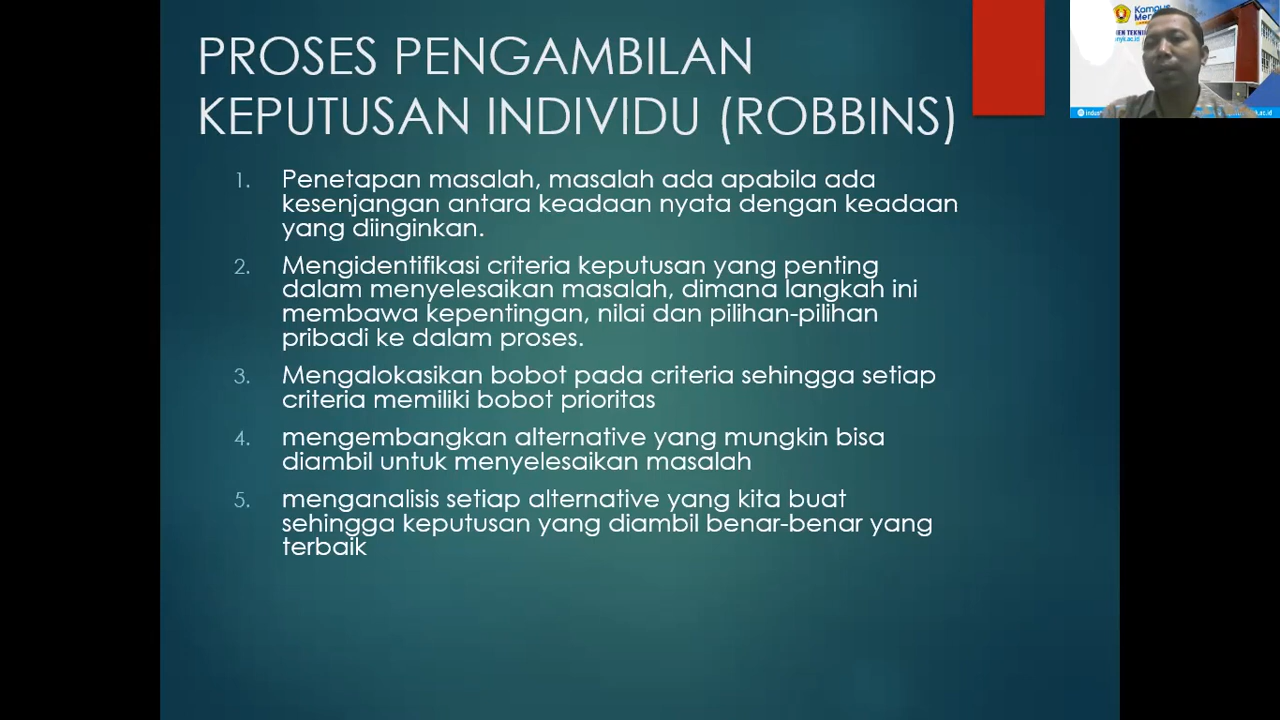 PROSES PENGAMBILAN
KEPUTUSAN INDIVIDU (ROBBINS)
1. Penetapan masalah, masalah ada apabila ada
kesenjangan antara keadaan nyata dengan keadaan
yang diinginkan.
2. Mengidentifikasi criteria keputusan yang penting
dalam menyelesaikan masalah, dimana langkah ini
membawa kepentingan, nilai dan pilihan-pilihan
pribadi ke dalam proses.
3. Mengalokasikan bobot pada criteria sehingga setiap
criteria memiliki bobot prioritas
4. mengembangkan alternative yang mungkin bisa
diambil untuk menyelesaikan masalah
5. menganalisis setiap alternative yang kita buat
sehingga keputusan yang diambil benar-benar yang
terbaik